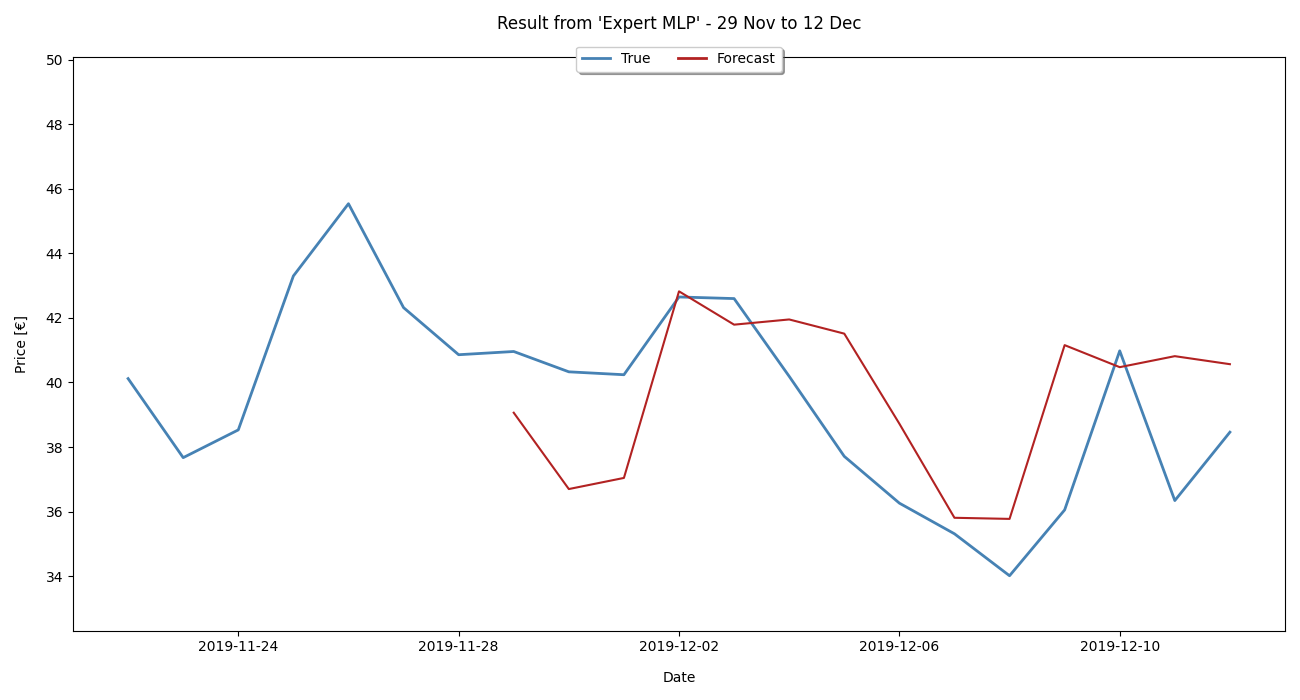 Result from 'Expert MLP' - 29 Nov to 12 Dec
True
Forecast
50
48
46
44
42
40
38
36
34
Price [€]
2019-11-24
2019-11-28
2019-12-02
2019-12-06
2019-12-10
Date